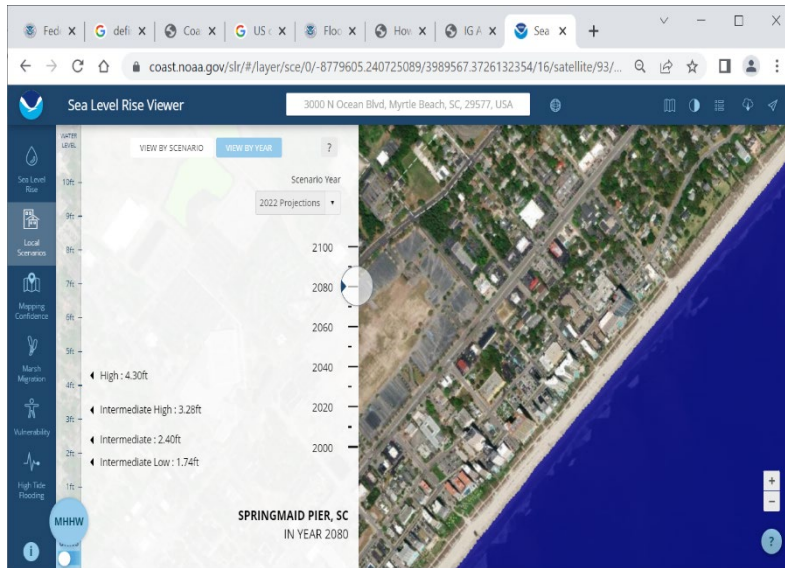 Fed
defi
Coa
US c
Floc
How
IG A
Sea
coast.noaa.gov/slr/#/layer/sce/0/-8779605.240725089/3989567.3726132354/16/satellite/93/...
Sea Level Rise Viewer
3000 N Ocean Blvd, Myrtle Beach, SC, 29577, USA
WATER
LEVEL
VIEW BY SCENARIO
VIEW BY YEAR
?
Sea Level
Rise
Local
Scenarios
Mapping
Confidence
Marsh
Migration
Vulnerability
High Tide
Flooding
10ft
9ft
8ft
7ft
6ft
5ft
4ft
3ft
2ft
1ft
MHHW
Scenario Year
2022 Projections
2100
2080
2060
2040
2020
2000
High : 4.30ft
Intermediate High : 3.28ft
Intermediate : 2.40ft
Intermediate Low : 1.74ft
SPRINGMAID PIER, SC
IN YEAR 2080
+
-
?
i